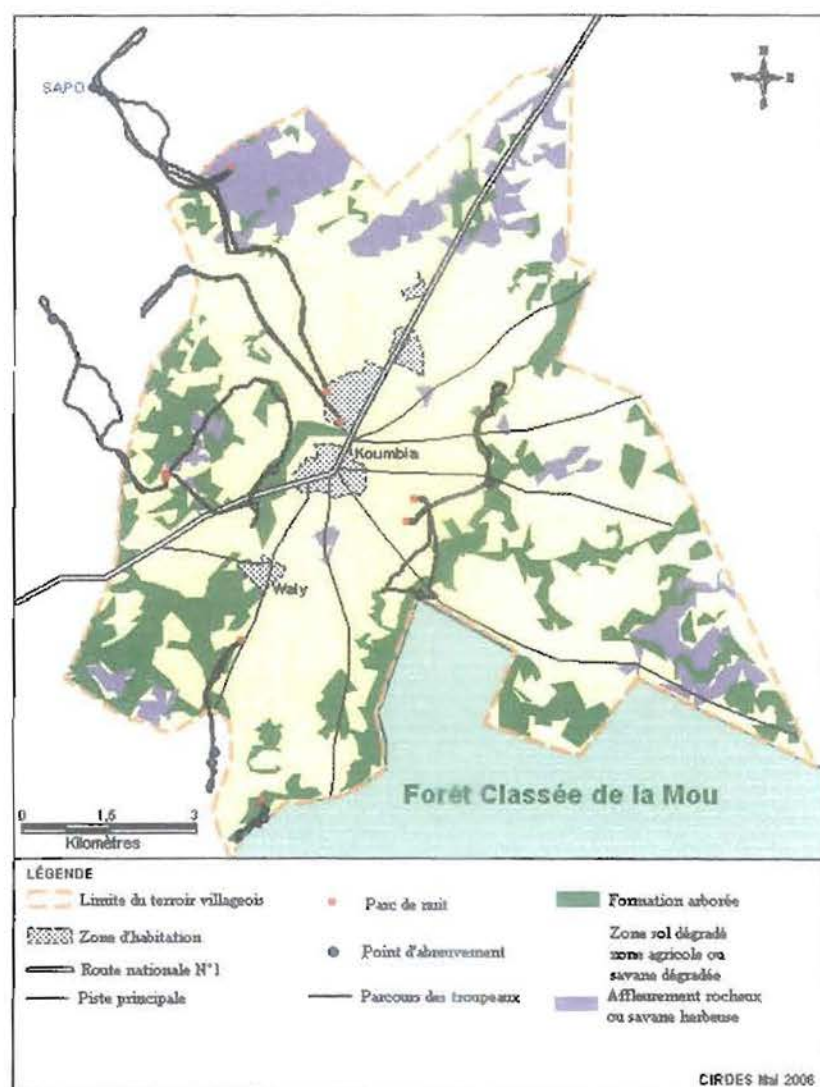 N
W E
S
SAPO
Koumbia
Waly
Forêt Classée de la Mou
0 1,5 3
Kilomètres
LÉGENDE
Limite du terroir villageois
Zone d'habitation
Route nationale N°1
Piste principale
Parc de nuit
Point d'abreuvement
Parcours des troupeaux
Formation arborée
Zone sol dégradé
zone agricole ou
savane dégradée
Affleurement rocheux
ou savane herbeuse
CIRDES Mai 2006